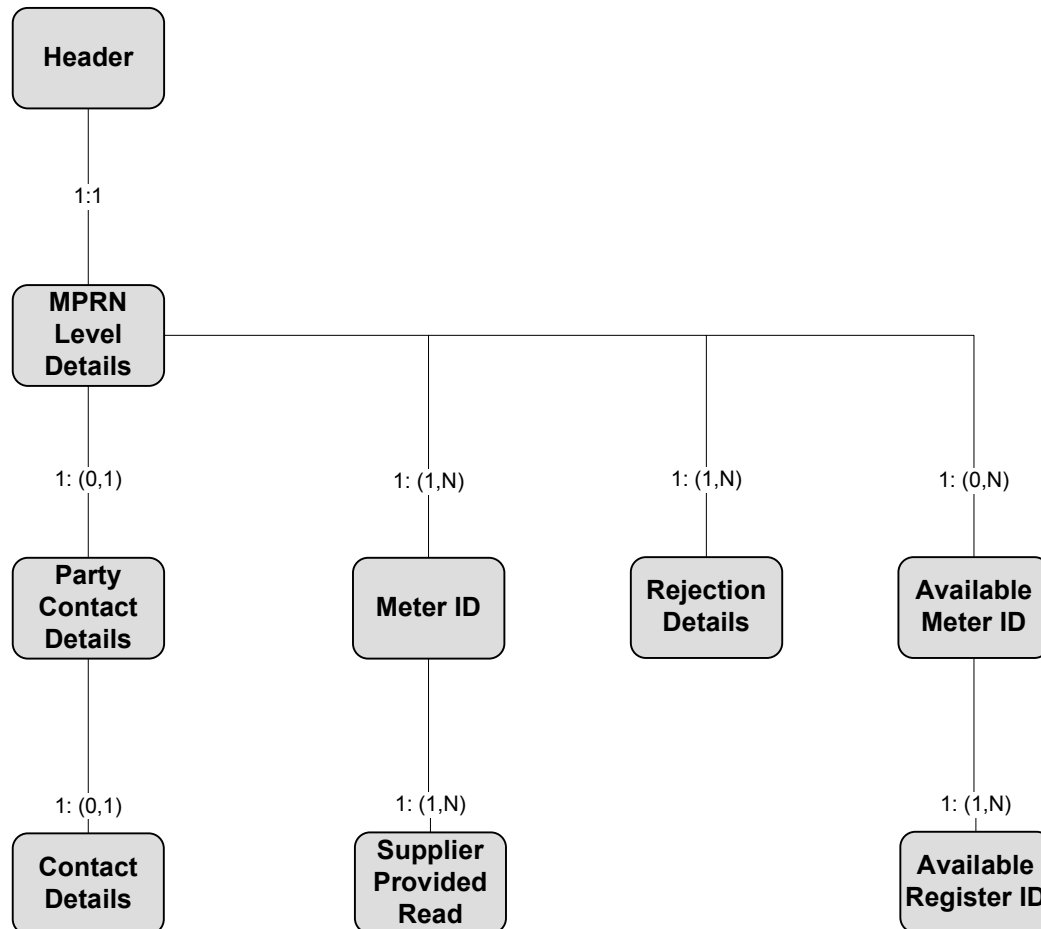 Header
1:1
MPRN
Level
Details
1: (0,1)
1: (1,N)
1: (1,N)
1: (0,N)
Party
Contact
Details
Meter ID
Rejection
Details
Available
Meter ID
1: (0,1)
1: (1,N)
1: (1,N)
Contact
Details
Supplier
Provided
Read
Available
Register ID